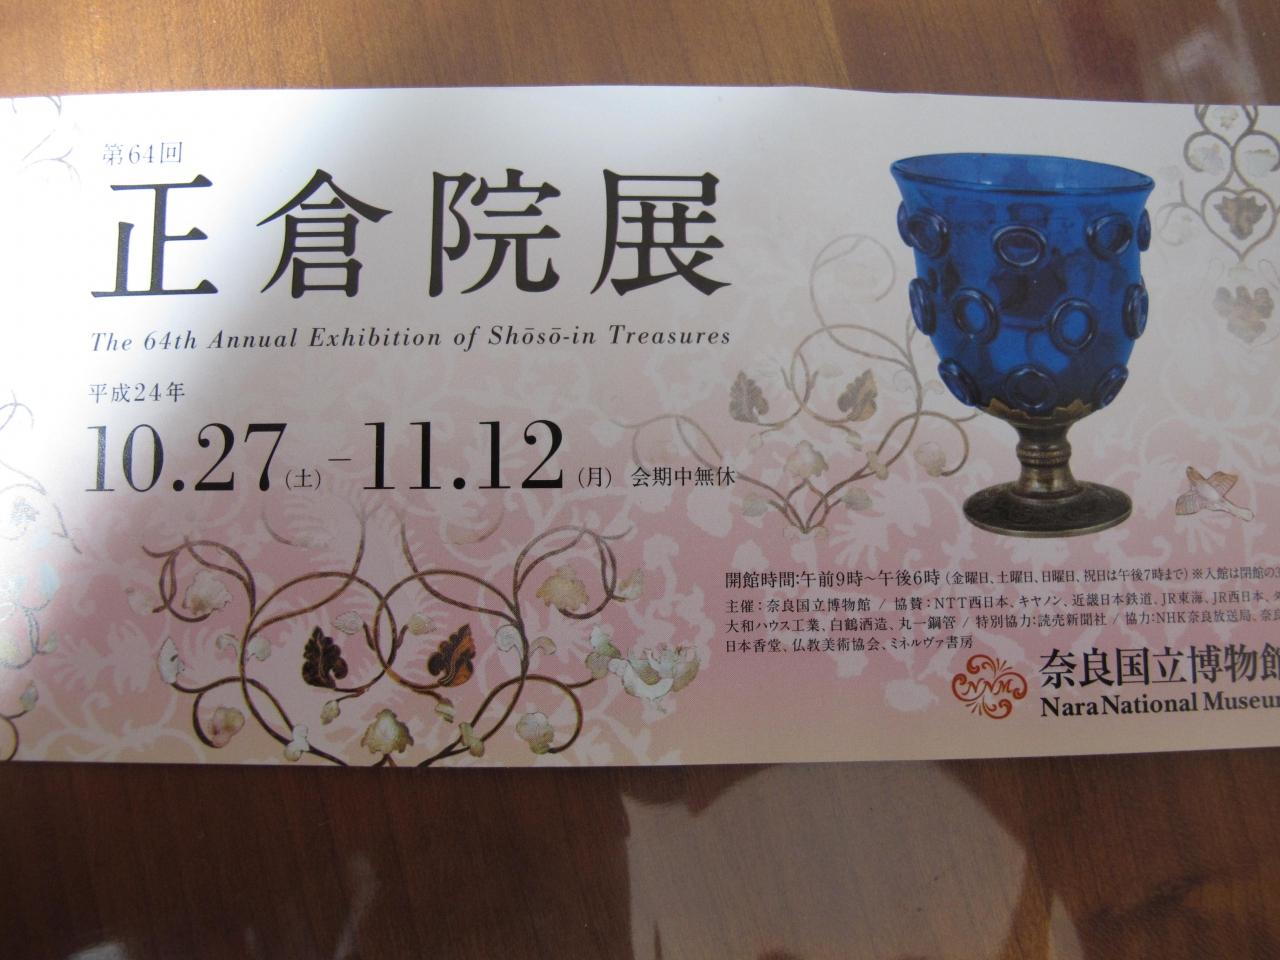 第64回
正倉院展
The 64th Annual Exhibition of Shōsō-in Treasures
平成24年
10.27(土)–11.12(月) 会期中無休
開館時間:午前9時～午後6時(金曜日、土曜日、日曜日、祝日は午後7時まで)※入館は閉館の3
主催:奈良国立博物館 / 協賛:NTT西日本、キヤノン、近畿日本鉄道、JR東海、JR西日本、
大和ハウス工業、白鶴酒造、丸一鋼管 / 特別協力:読売新聞社 / 協力:NHK奈良放送局、奈良
日本香堂、仏教美術協会、ミネルヴァ書房
NNM
奈良国立博物館
Nara National Museum